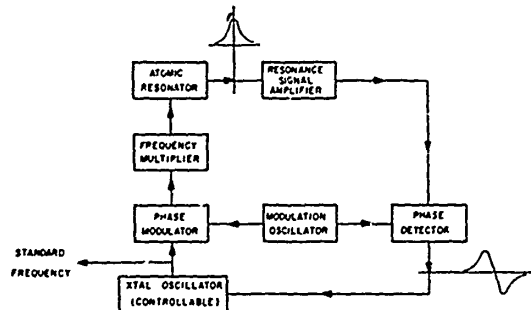 ATOMIC
RESONATOR
RESONANCE
SIGNAL
AMPLIFIER
FREQUENCY
MULTIPLIER
PHASE
MODULATOR
MODULATION
OSCILLATOR
PHASE
DETECTOR
STANDARD
FREQUENCY
XTAL OSCILLATOR
(CONTROLLABLE)